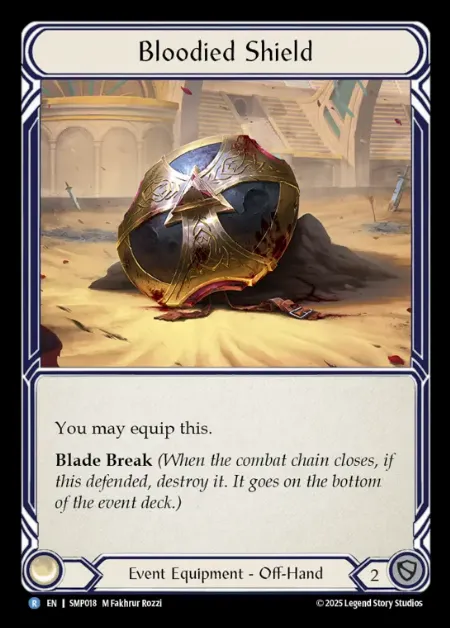 Bloodied Shield
You may equip this.
Blade Break (When the combat chain closes, if
this defended, destroy it. It goes on the bottom
of the event deck.)
Event Equipment - Off-Hand
2
R EN | SMP018 M Fakhrur Rozzi
© 2025 Legend Story Studios